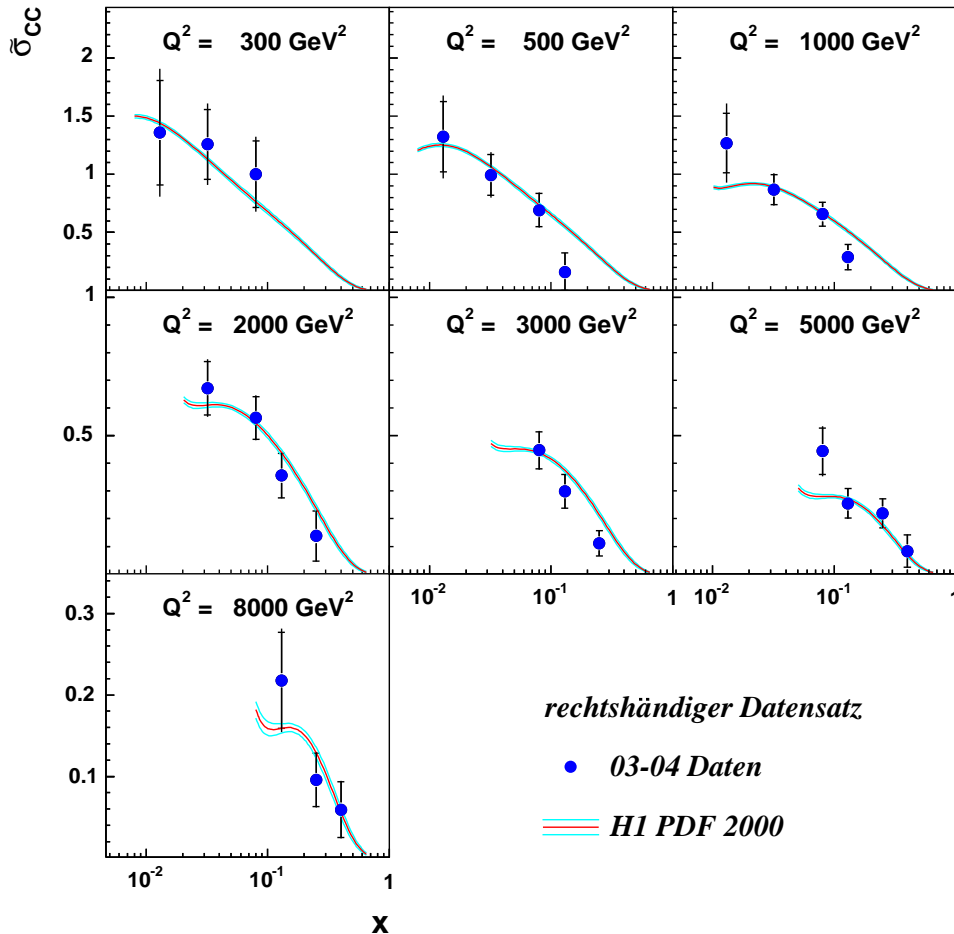 σ̃CC
Q² = 300 GeV²
Q² = 500 GeV²
Q² = 1000 GeV²
2
1.5
1
0.5
1
Q² = 2000 GeV²
Q² = 3000 GeV²
Q² = 5000 GeV²
0.5
10⁻² 10⁻¹ 1
10⁻² 10⁻¹ 1
0.3
Q² = 8000 GeV²
0.2
0.1
10⁻² 10⁻¹ 1
x
rechtshändiger Datensatz
03-04 Daten
H1 PDF 2000